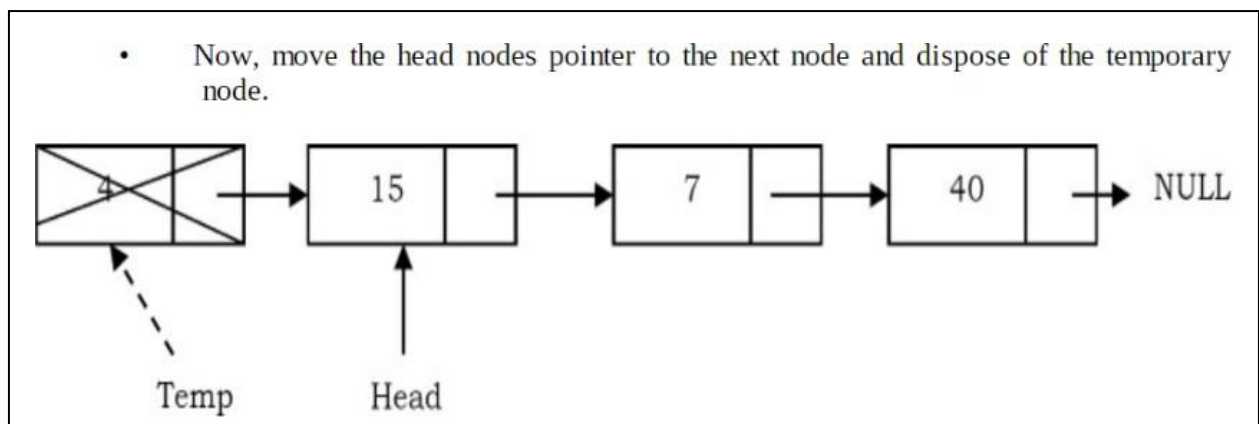 • Now, move the head nodes pointer to the next node and dispose of the temporary
node.
4 15 7 40 NULL
Temp Head